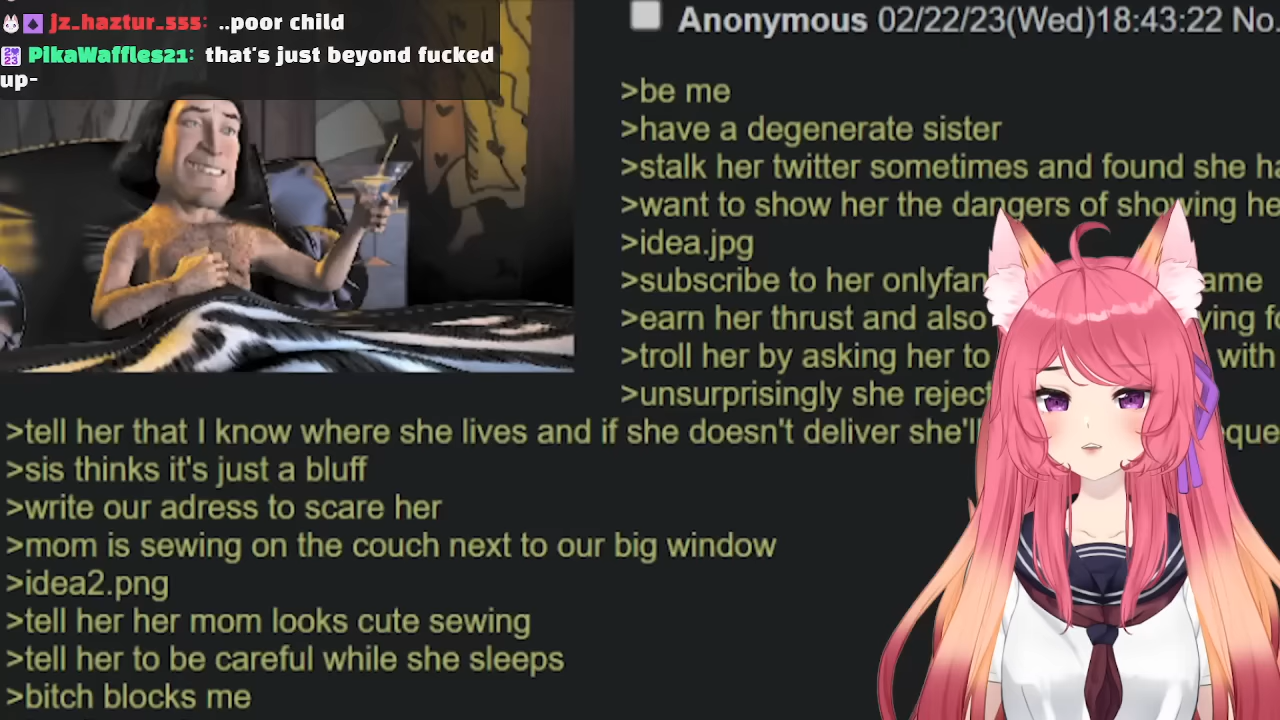 jz_haztur_555: ..poor child
PikaWaffles21: that's just beyond fucked
up-
Anonymous 02/22/23(Wed)18:43:22 No.
>be me
>have a degenerate sister
>stalk her twitter sometimes and found she ha
>want to show her the dangers of showing he
>idea.jpg
>subscribe to her onlyfan ame
>earn her thrust and also ying fo
>troll her by asking her to with
>unsurprisingly she reject
>tell her that I know where she lives and if she doesn't deliver she'll que
>sis thinks it's just a bluff
>write our adress to scare her
>mom is sewing on the couch next to our big window
>idea2.png
>tell her her mom looks cute sewing
>tell her to be careful while she sleeps
>bitch blocks me